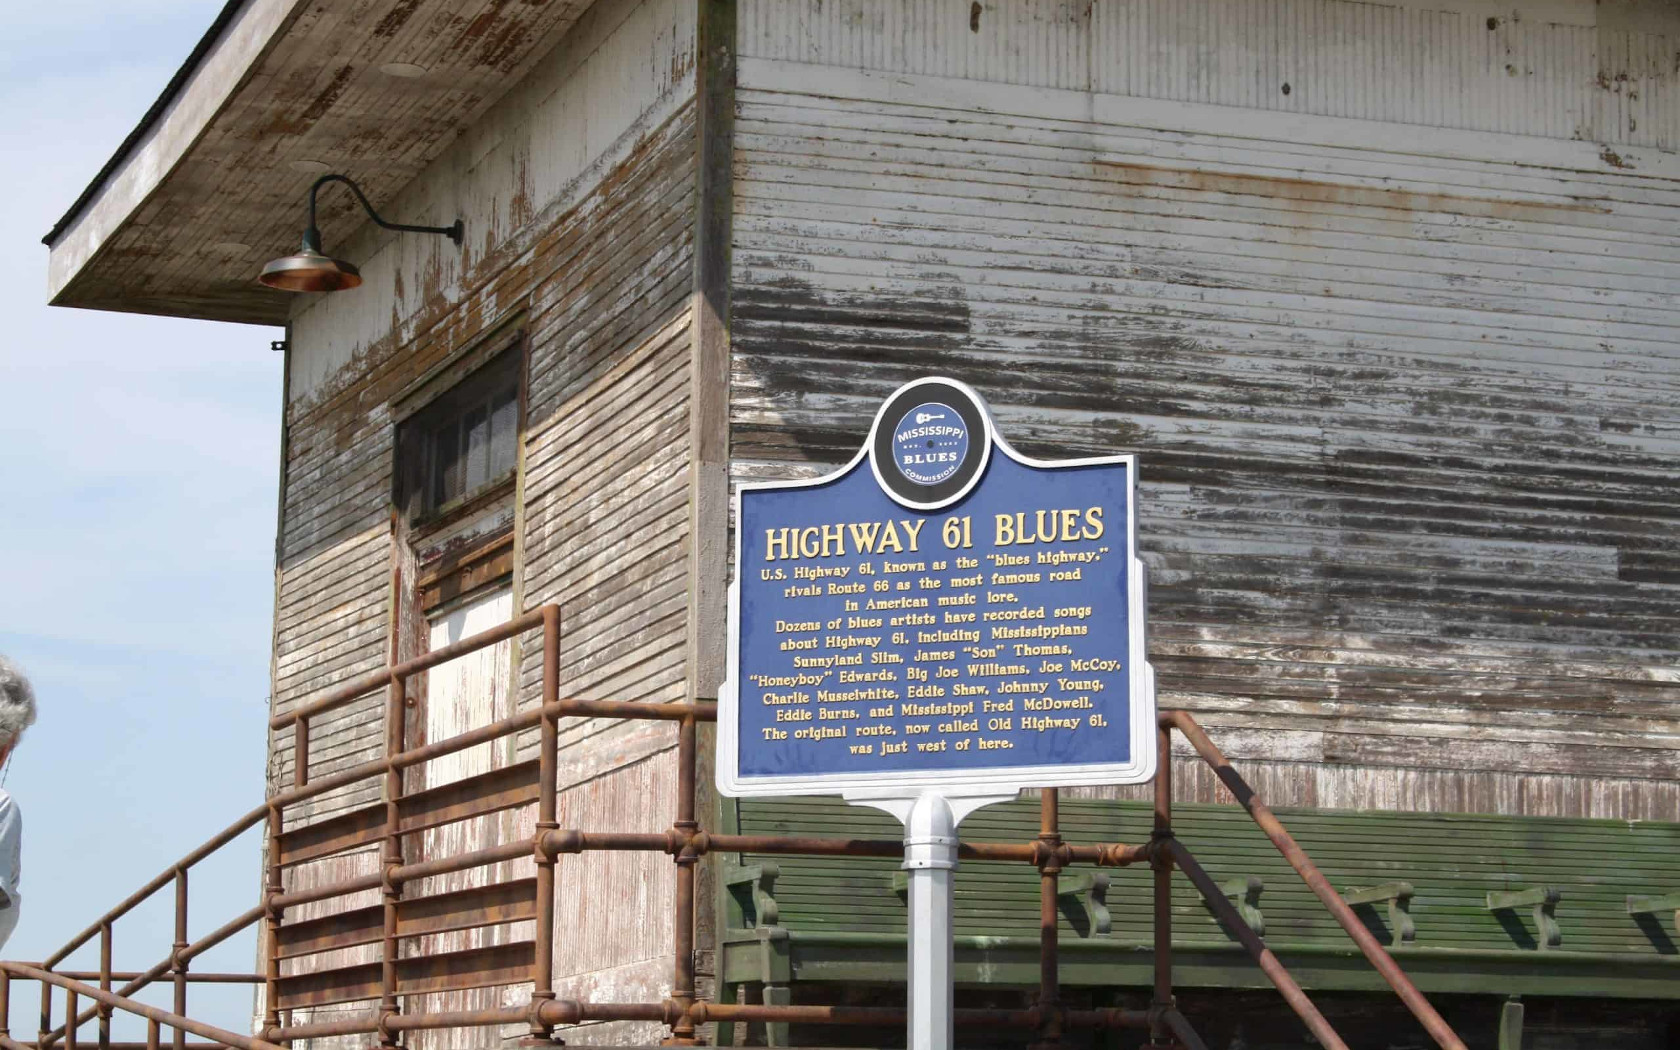 MISSISSIPPI
BLUES
COMMISSION
HIGHWAY 61 BLUES
U.S. Highway 61, known as the "blues highway,"
rivals Route 66 as the most famous road
in American music lore.
Dozens of blues artists have recorded songs
about Highway 61, including Mississippians
Sunnyland Slim, James "Son" Thomas,
"Honeyboy" Edwards, Big Joe Williams, Joe McCoy,
Charlie Musselwhite, Eddie Shaw, Johnny Young,
Eddie Burns, and Mississippi Fred McDowell.
The original route, now called Old Highway 61,
was just west of here.